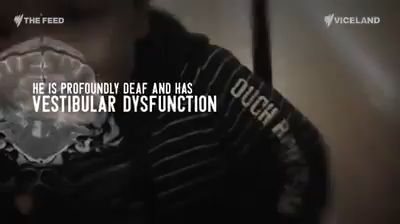 THE FEED
VICELAND
HE IS PROFOUNDLY DEAF AND HAS
VESTIBULAR DYSFUNCTION
OUCH